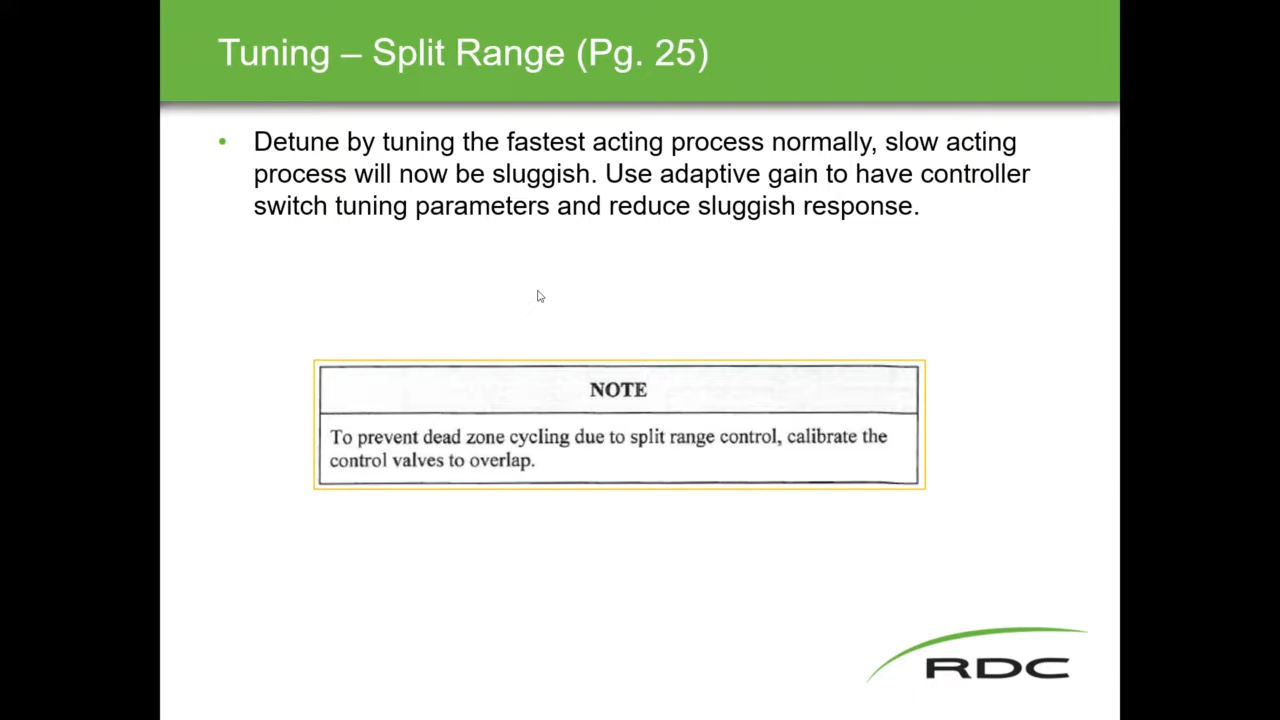 Tuning – Split Range (Pg. 25)
• Detune by tuning the fastest acting process normally, slow acting
process will now be sluggish. Use adaptive gain to have controller
switch tuning parameters and reduce sluggish response.
NOTE
To prevent dead zone cycling due to split range control, calibrate the
control valves to overlap.
RDC